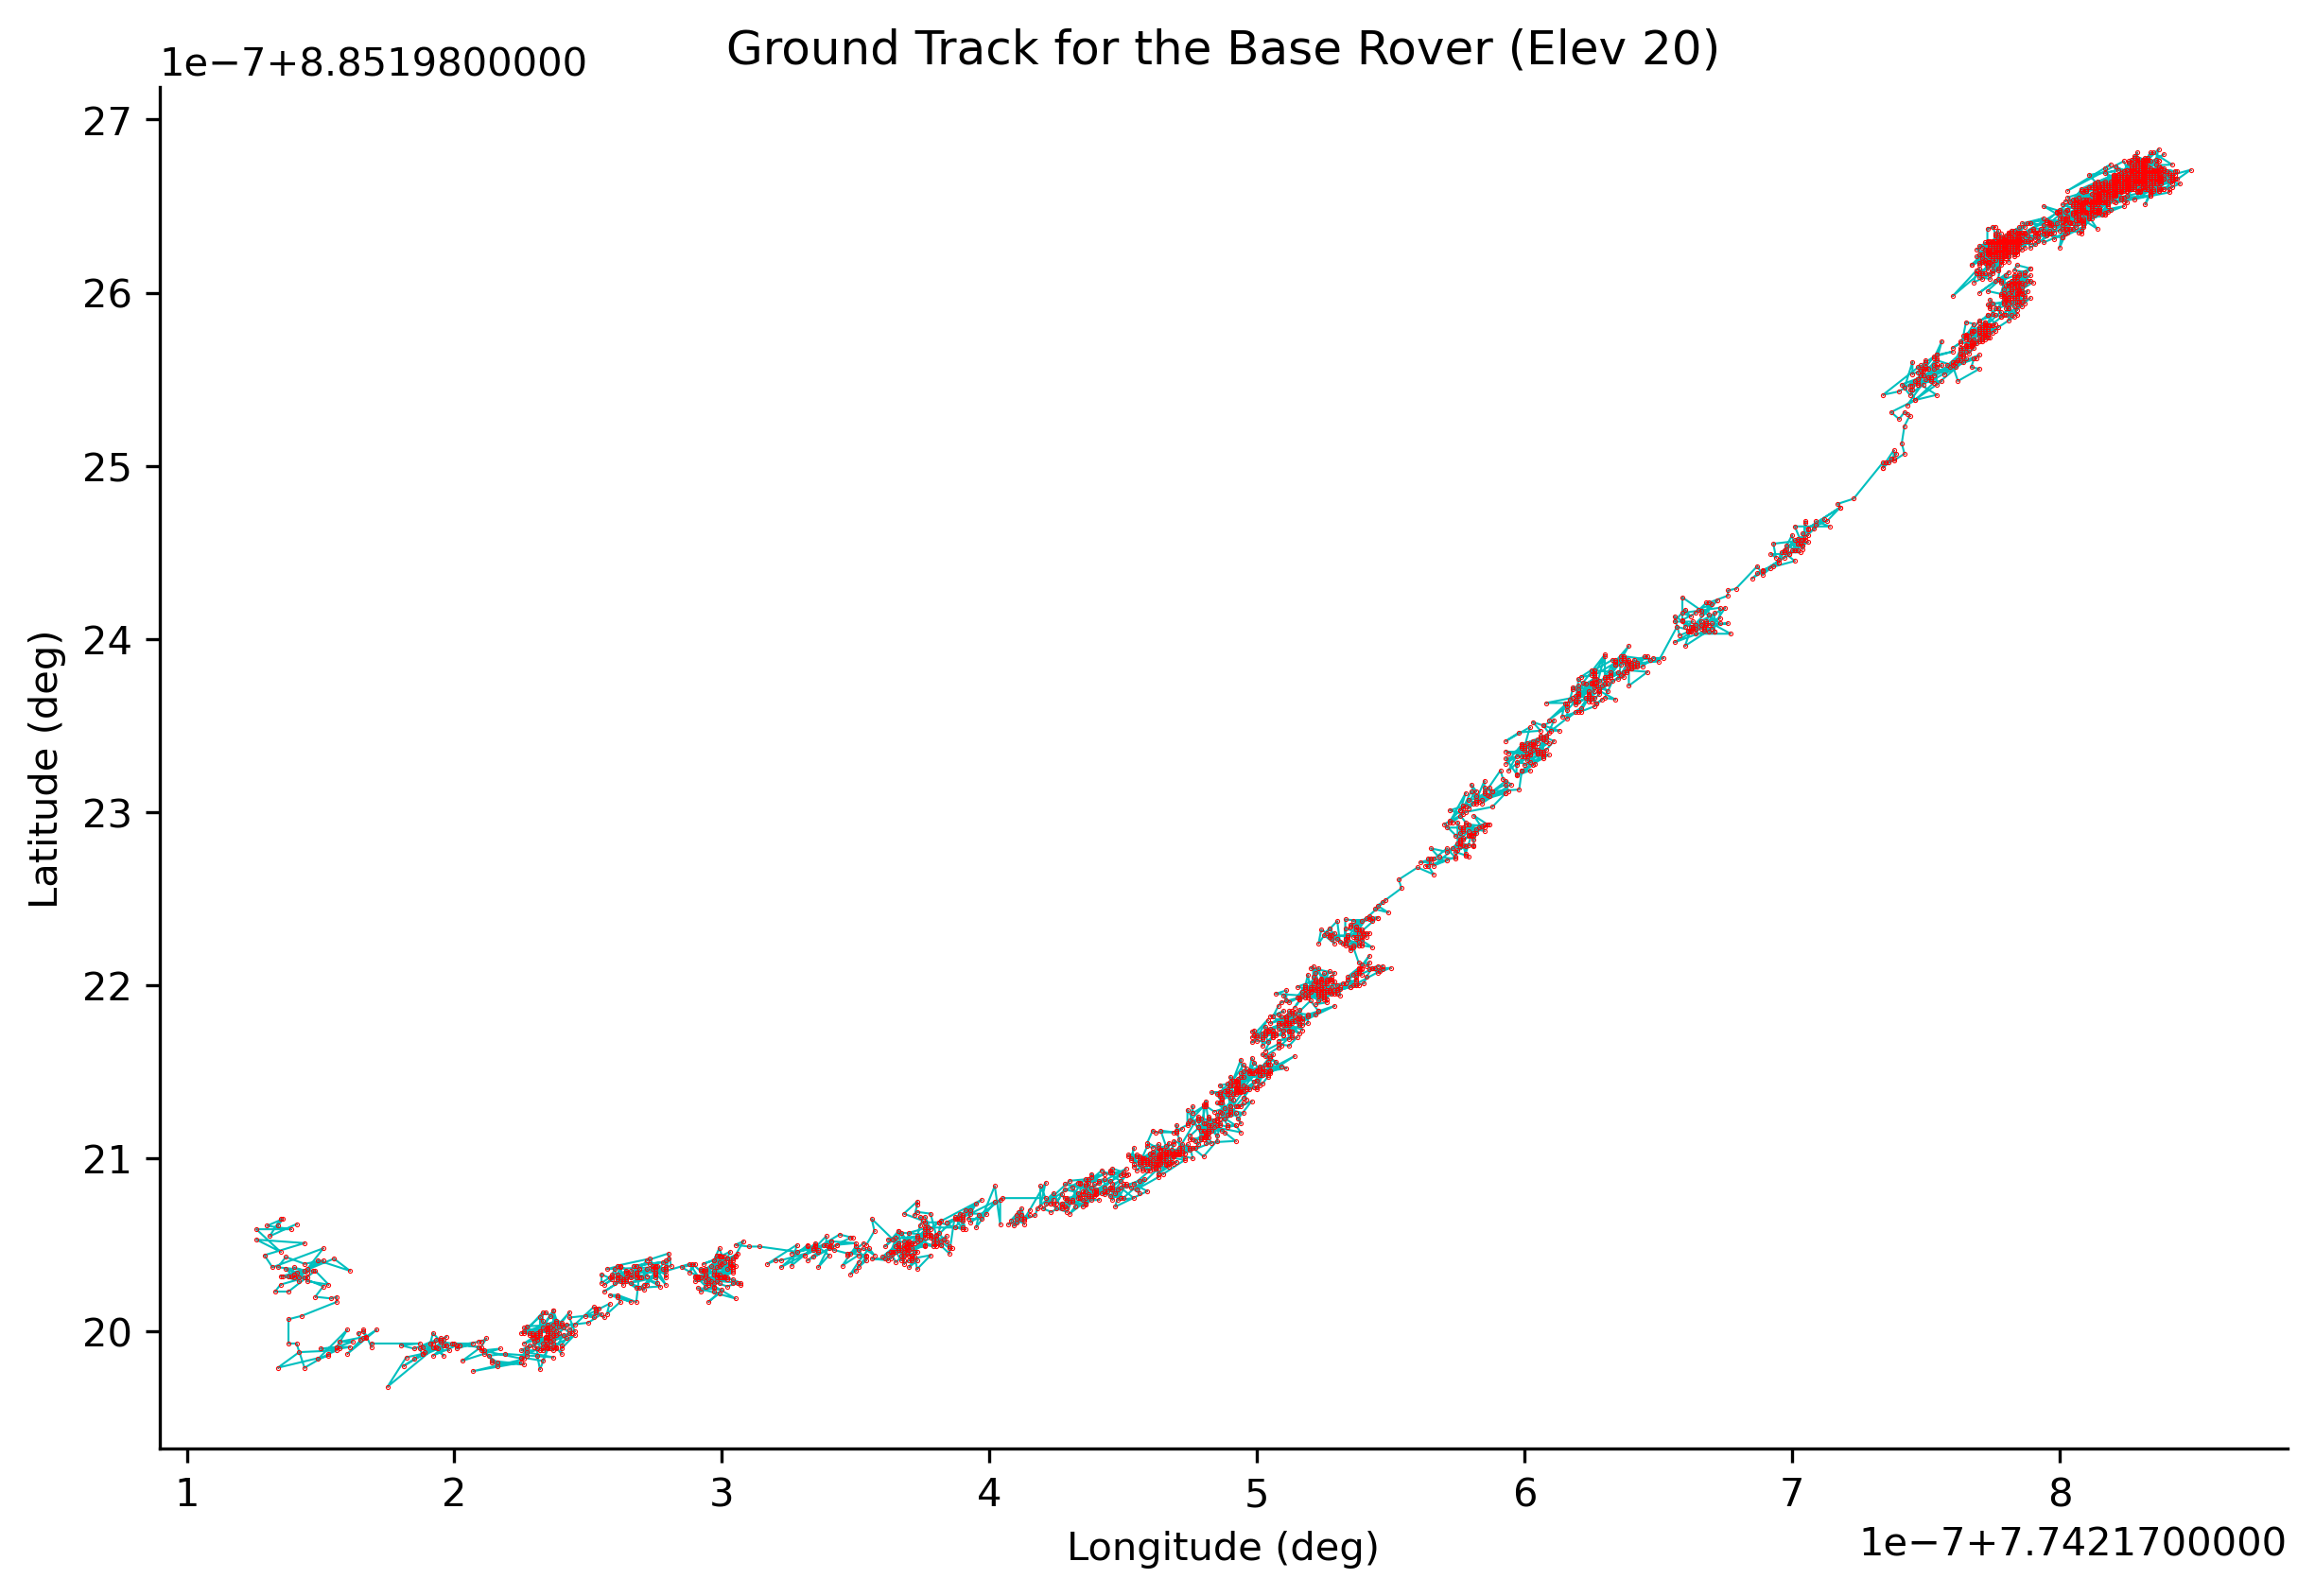 Ground Track for the Base Rover (Elev 20)
1e−7+8.8519800000
27
26
25
24
23
22
21
20
Latitude (deg)
1 2 3 4 5 6 7 8
Longitude (deg)
1e−7+7.7421700000